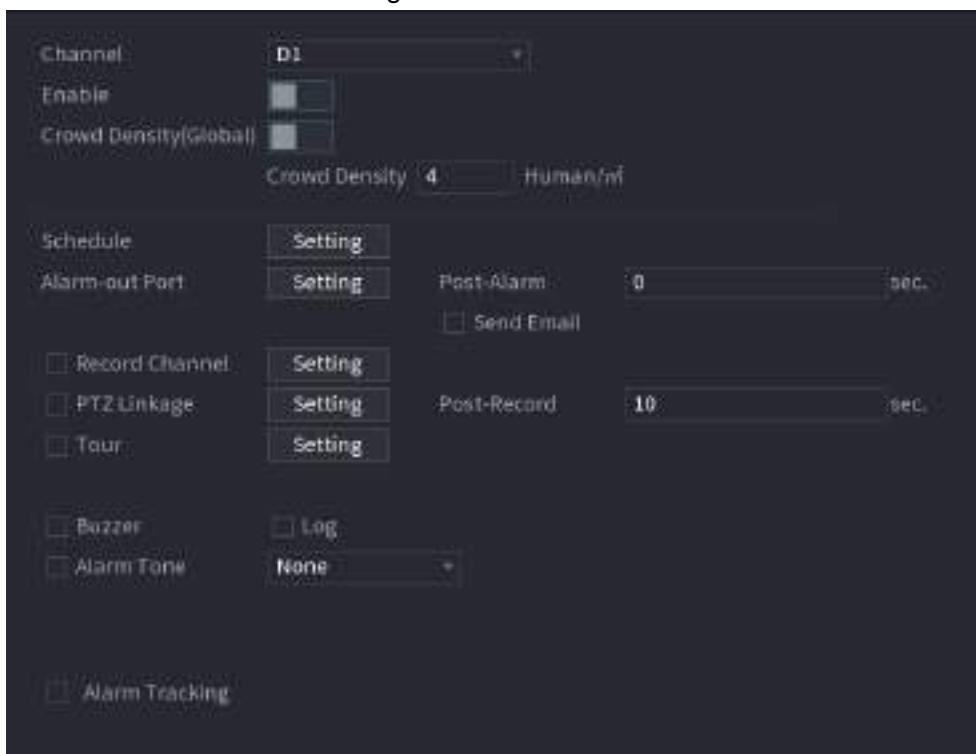 Channel D1
Enable
Crowd Density(Global)
Crowd Density 4 Human/㎡
Schedule Setting
Alarm-out Port Setting Post-Alarm 0 sec.
Send Email
Record Channel Setting
PTZ Linkage Setting Post-Record 10 sec.
Tour Setting
Buzzer Log
Alarm Tone None
Alarm Tracking